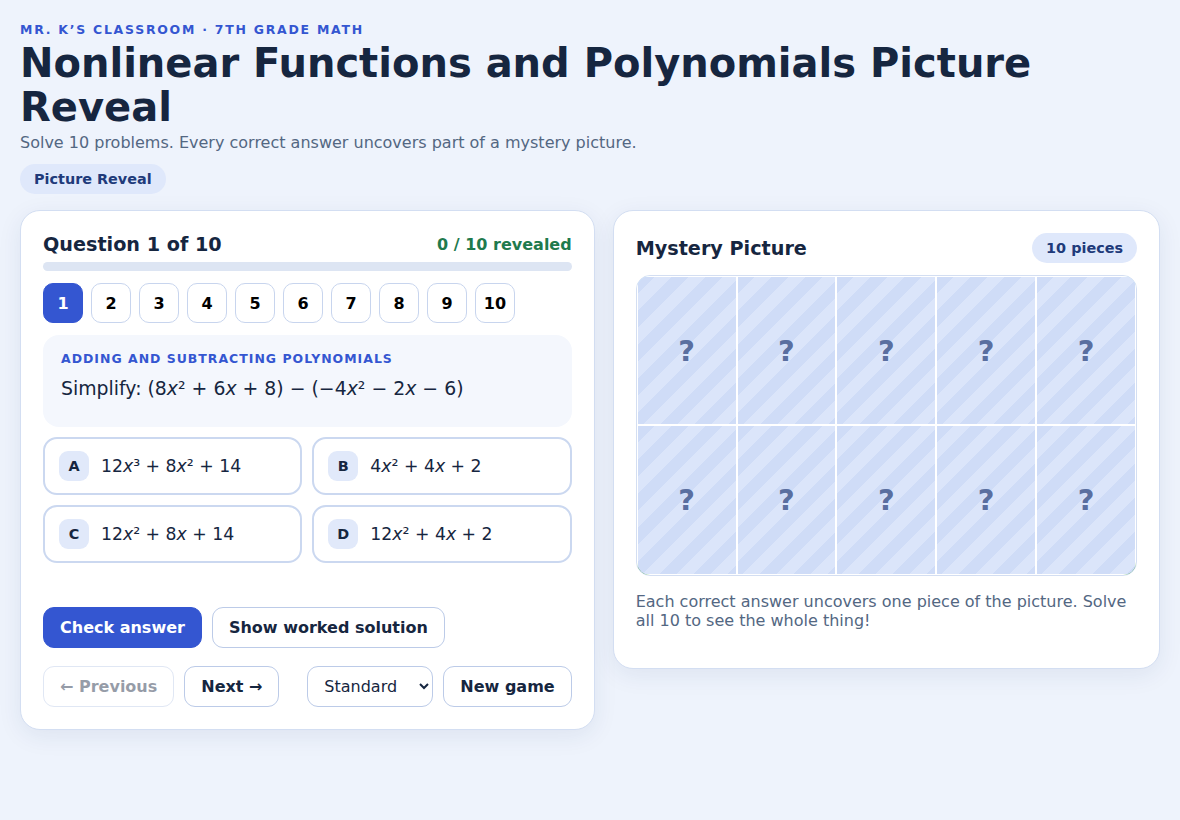 MR. K’S CLASSROOM · 7TH GRADE MATH
Nonlinear Functions and Polynomials Picture
Reveal
Solve 10 problems. Every correct answer uncovers part of a mystery picture.
Picture Reveal
Question 1 of 10
0 / 10 revealed
1 2 3 4 5 6 7 8 9 10
ADDING AND SUBTRACTING POLYNOMIALS
Simplify: (8x² + 6x + 8) − (−4x² − 2x − 6)
A 12x³ + 8x² + 14
B 4x² + 4x + 2
C 12x² + 8x + 14
D 12x² + 4x + 2
Check answer
Show worked solution
← Previous
Next →
Standard
New game
Mystery Picture
10 pieces
? ? ? ? ?
? ? ? ? ?
Each correct answer uncovers one piece of the picture. Solve
all 10 to see the whole thing!